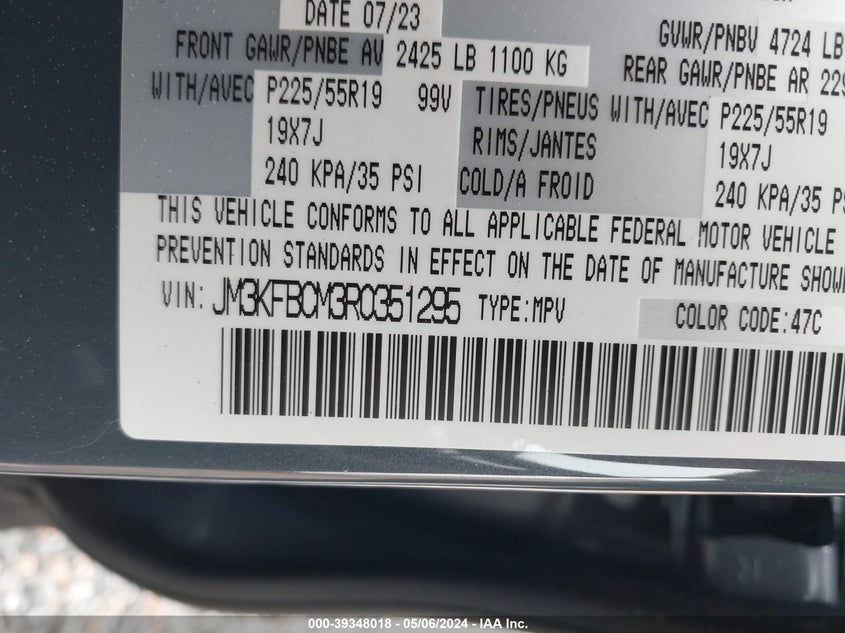 DATE 07/23
GVWR/PNBV 4724 LB
FRONT GAWR/PNBE AV 2425 LB 1100 KG
REAR GAWR/PNBE AR 229
WITH/AVEC P225/55R19 99V TIRES/PNEUS WITH/AVEC P225/55R19
19X7J RIMS/JANTES 19X7J
240 KPA/35 PSI COLD/A FROID 240 KPA/35 PS
THIS VEHICLE CONFORMS TO ALL APPLICABLE FEDERAL MOTOR VEHICLE
PREVENTION STANDARDS IN EFFECT ON THE DATE OF MANUFACTURE SHOW
VIN: JM3KFBCM3R0351295 TYPE:MPV COLOR CODE:47C
000-39348018 - 05/06/2024 - IAA Inc.